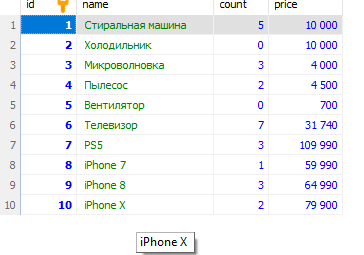 id name count price
1 1 Стиральная машина 5 10 000
2 2 Холодильник 0 10 000
3 3 Микроволновка 3 4 000
4 4 Пылесос 2 4 500
5 5 Вентилятор 0 700
6 6 Телевизор 7 31 740
7 7 PS5 3 109 990
8 8 iPhone 7 1 59 990
9 9 iPhone 8 3 64 990
10 10 iPhone X 2 79 900
iPhone X